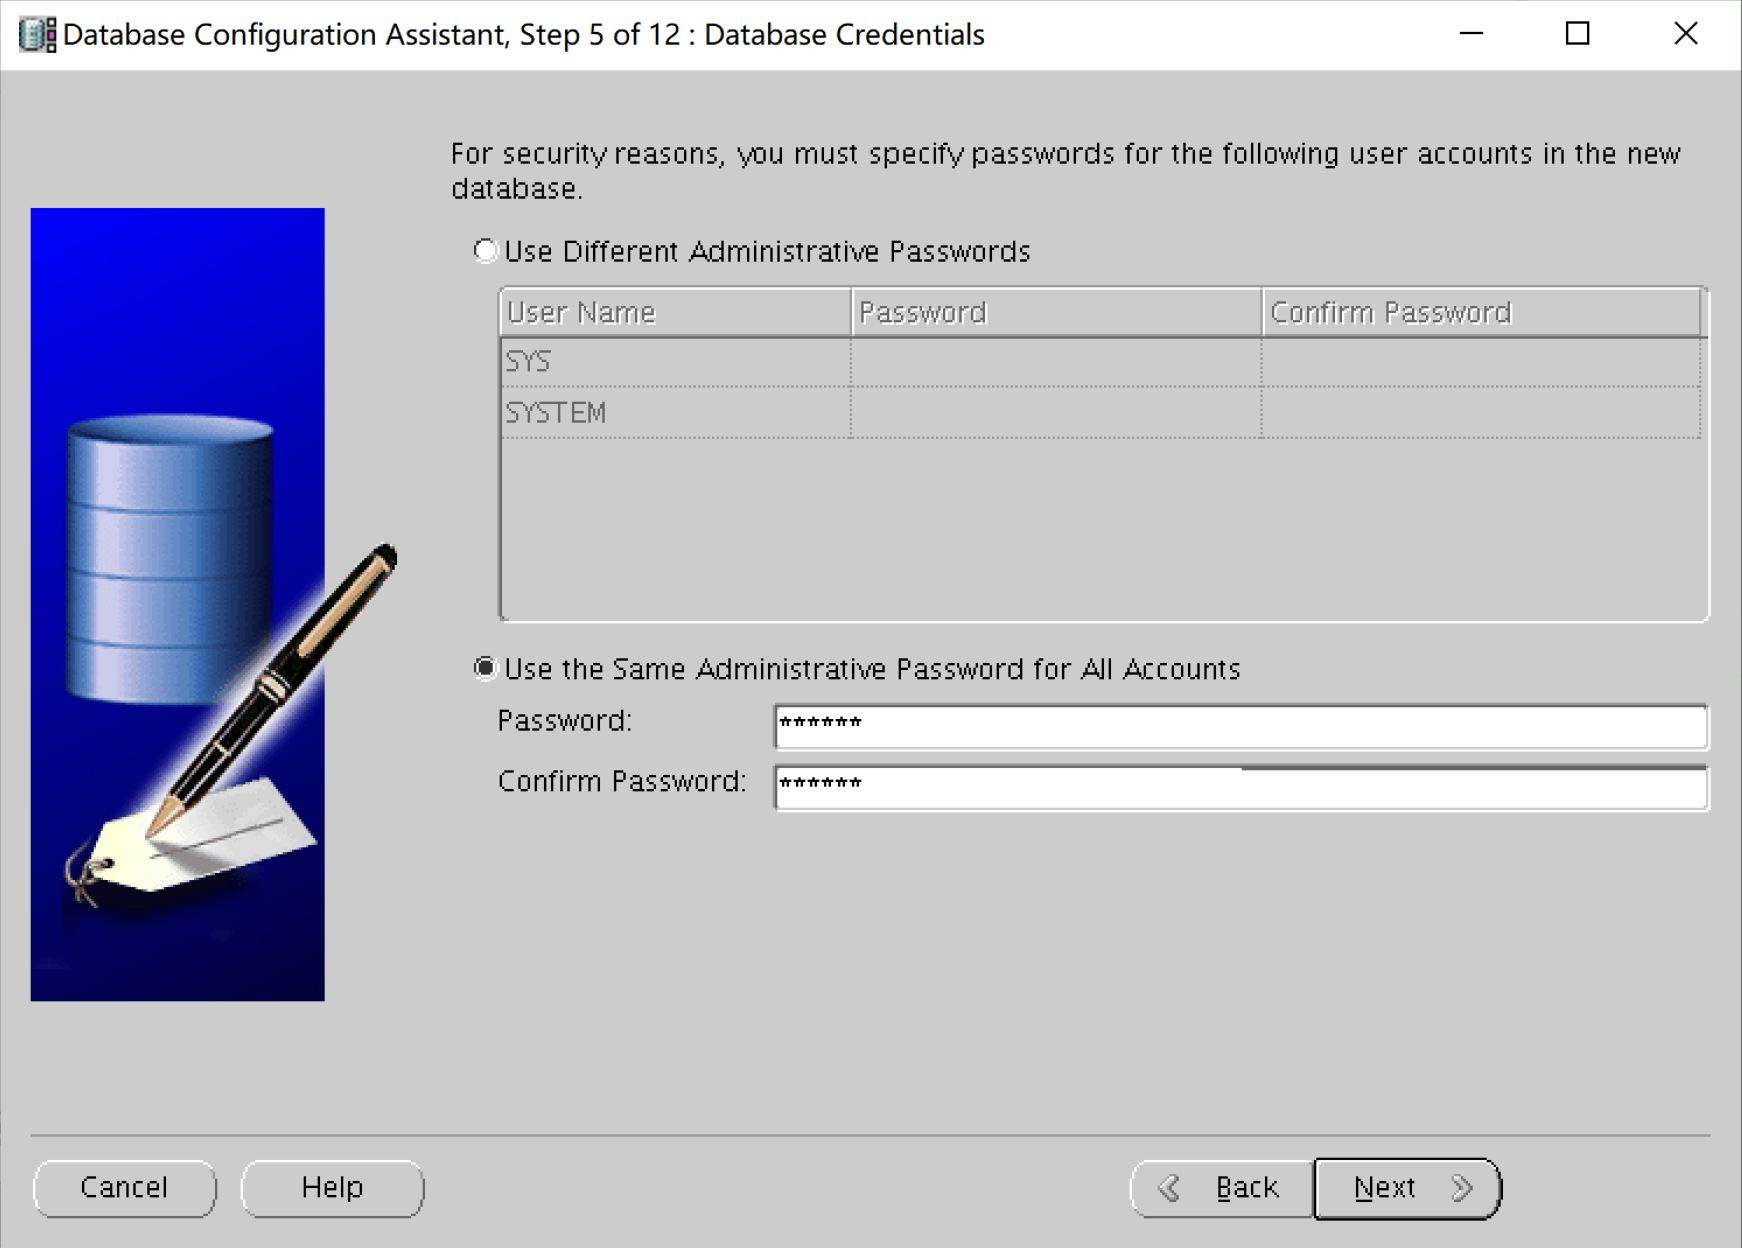 Database Configuration Assistant, Step 5 of 12 : Database Credentials
For security reasons, you must specify passwords for the following user accounts in the new
database.
Use Different Administrative Passwords
User Name Password Confirm Password
SYS
SYSTEM
Use the Same Administrative Password for All Accounts
Password: ******
Confirm Password: ******
Cancel Help Back Next